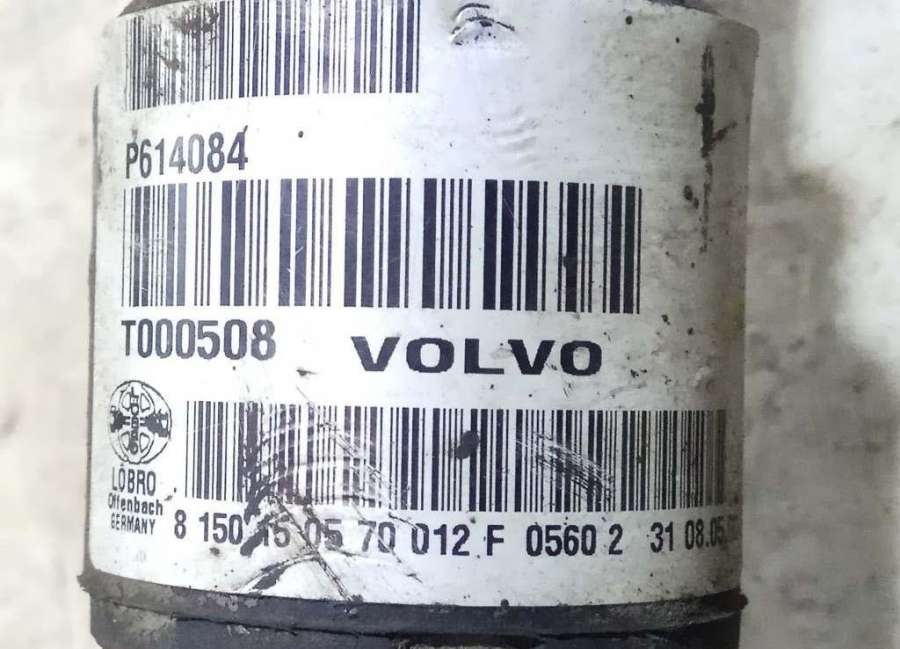 P614084
T000508 VOLVO
LÖBRO
Offenbach
GERMANY
8 150 15 05 70 012 F 0560 2 31 08.05